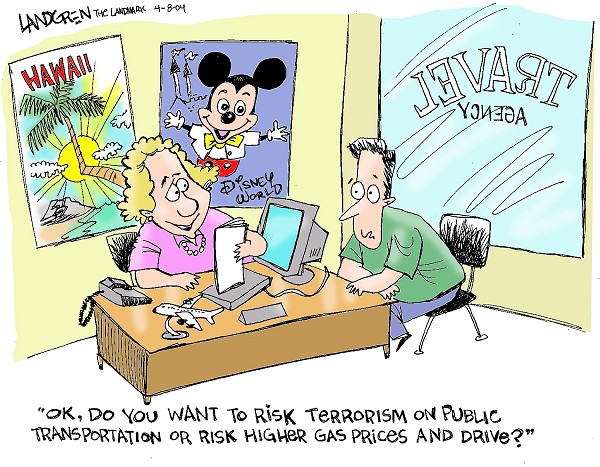 LANDGREN THE LANDMARK 4-8-04
HAWAII
DISNEY
WORLD
TRAVEL
AGENCY
"OK, DO YOU WANT TO RISK TERRORISM ON PUBLIC
TRANSPORTATION OR RISK HIGHER GAS PRICES AND DRIVE?"